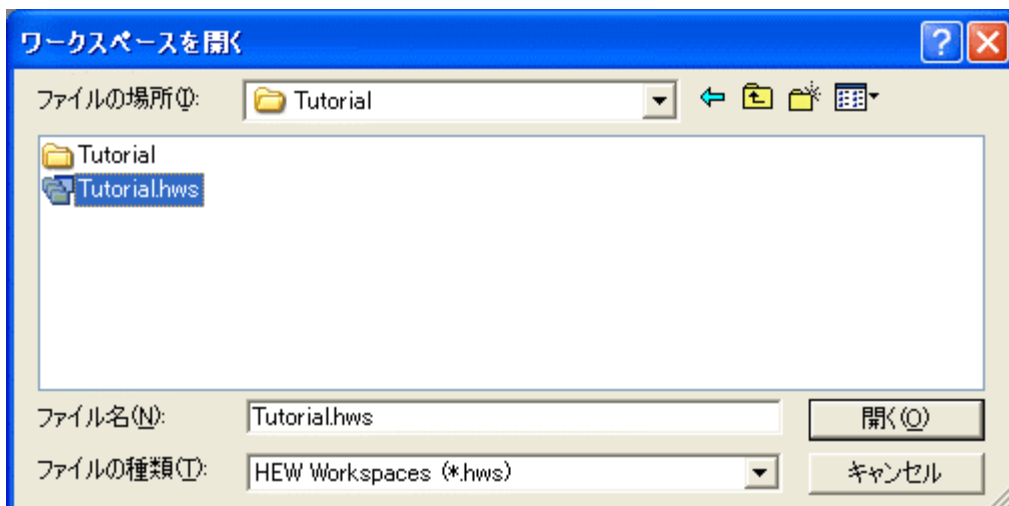 ワークスペースを開く
ファイルの場所(I): Tutorial
Tutorial
Tutorial.hws
ファイル名(N): Tutorial.hws 開く(O)
ファイルの種類(T): HEW Workspaces (*.hws) キャンセル